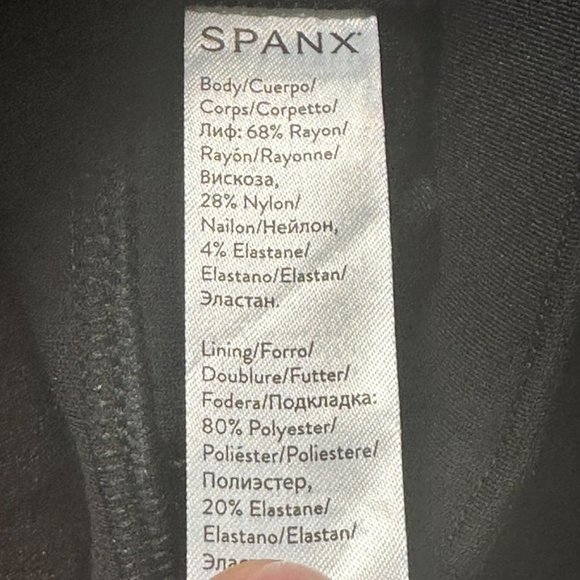 SPANX
Body/Cuerpo/
Corps/Corpetto/
Лиф: 68% Rayon/
Rayón/Rayonne/
Вискоза,
28% Nylon/
Nailon/Нейлон,
4% Elastane/
Elastano/Elastan/
Эластан.
Lining/Forro/
Doublure/Futter/
Fodera/Подкладка:
80% Polyester/
Poliéster/Poliestere/
Полиэстер,
20% Elastane/
Elastano/Elastan/